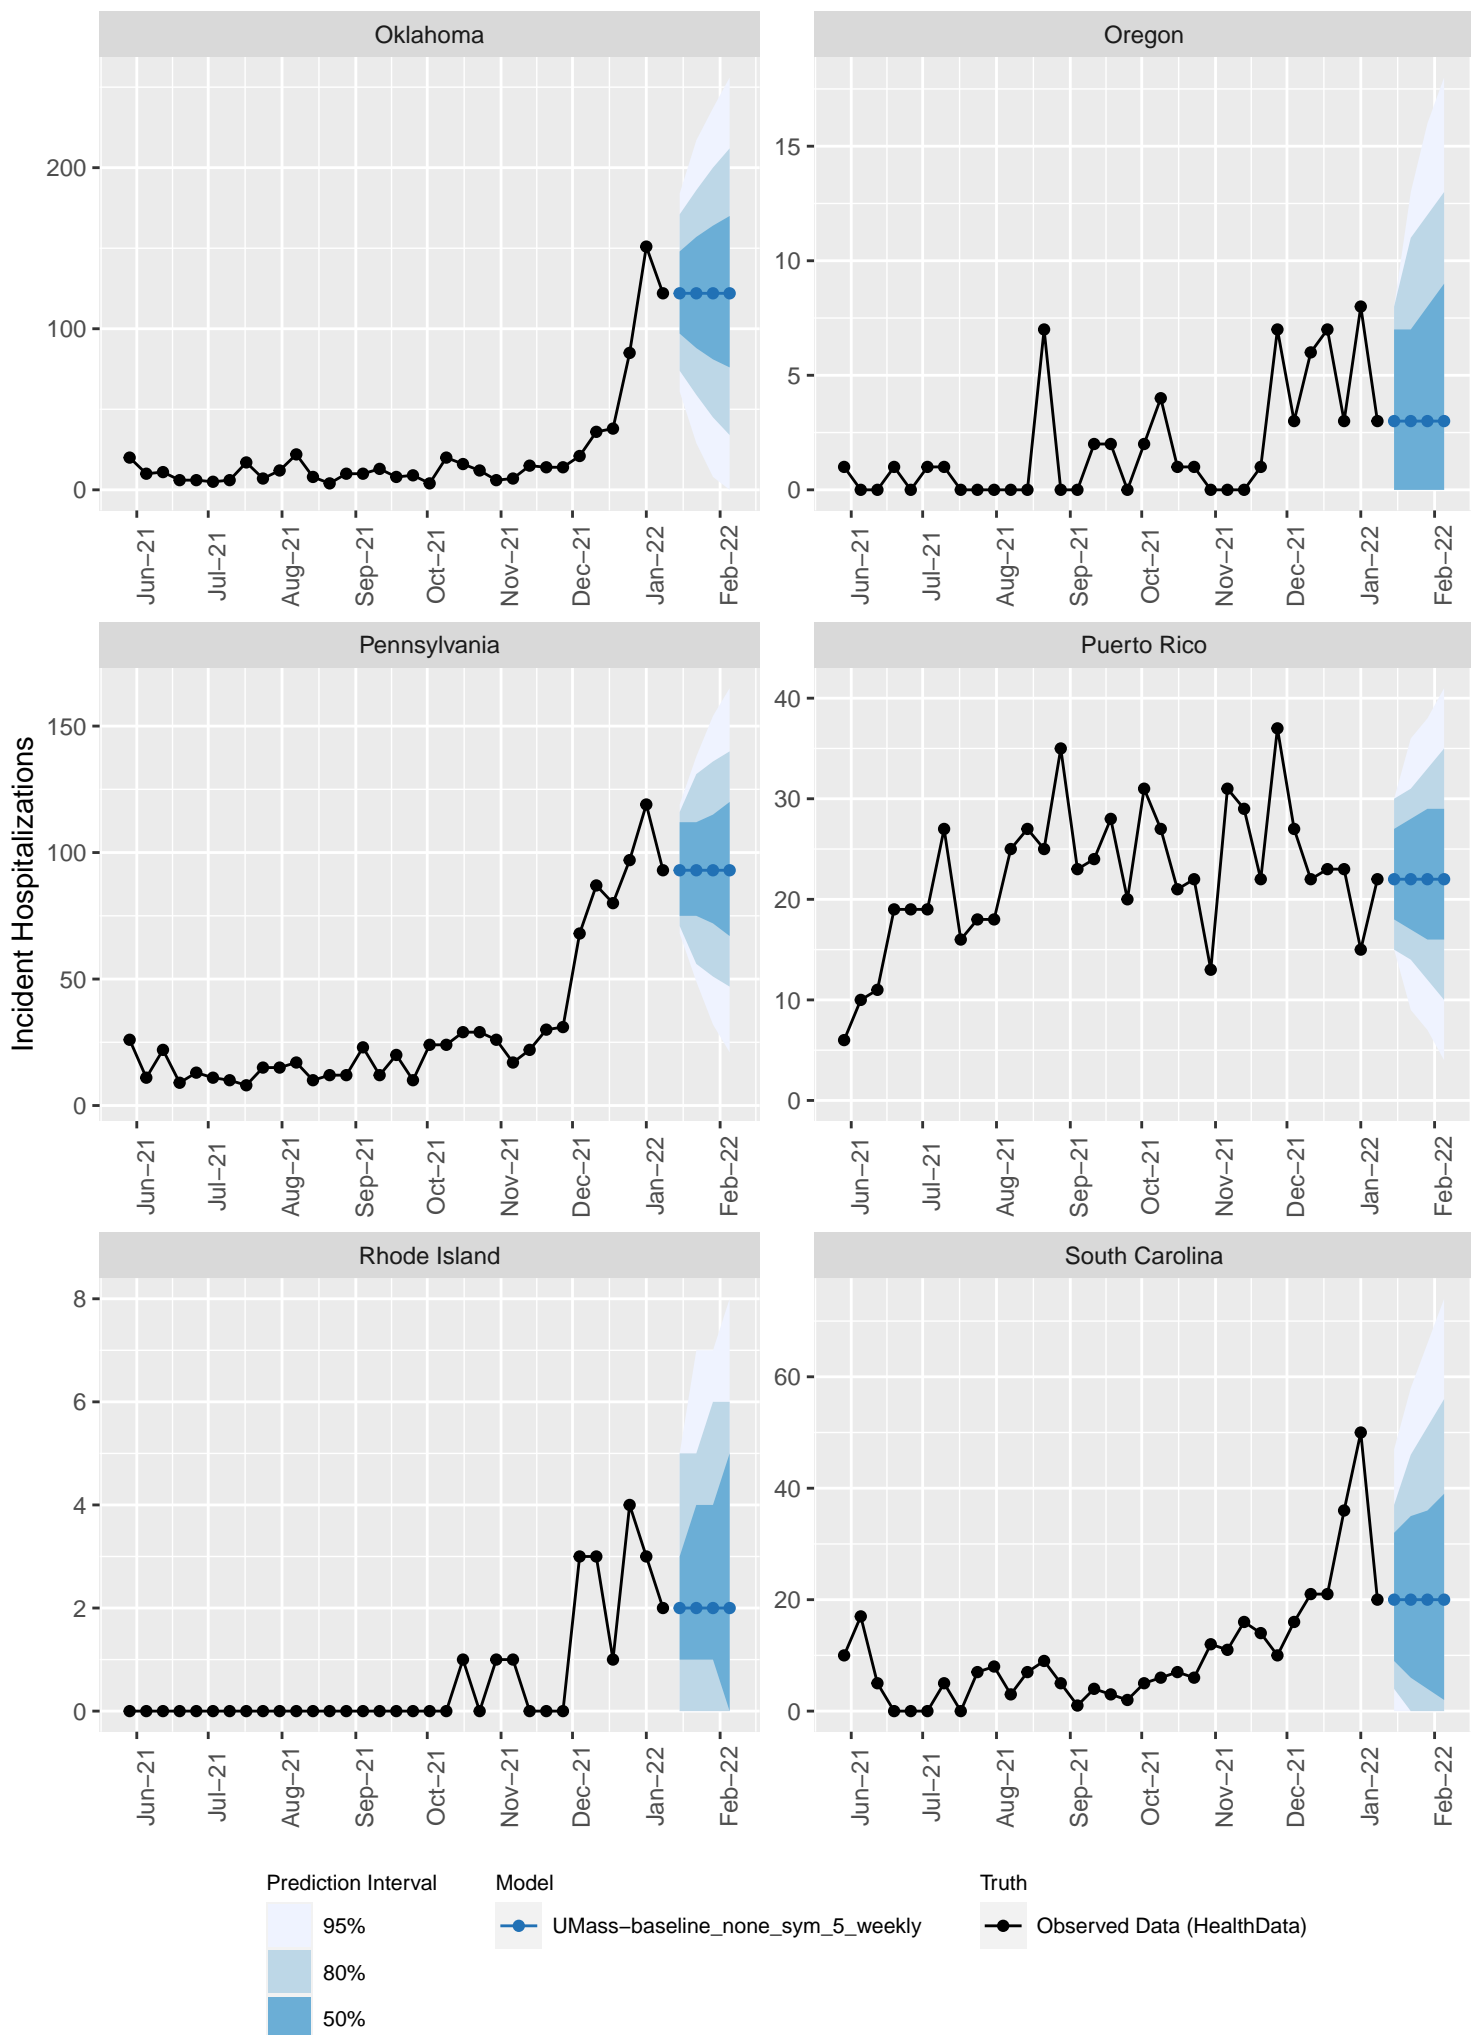 Oklahoma
Oregon
200
100
0
15
10
5
0
Jun−21
Jul−21
Aug−21
Sep−21
Oct−21
Nov−21
Dec−21
Jan−22
Feb−22
Jun−21
Jul−21
Aug−21
Sep−21
Oct−21
Nov−21
Dec−21
Jan−22
Feb−22
Incident Hospitalizations
Pennsylvania
Puerto Rico
150
100
50
0
40
30
20
10
0
Jun−21
Jul−21
Aug−21
Sep−21
Oct−21
Nov−21
Dec−21
Jan−22
Feb−22
Jun−21
Jul−21
Aug−21
Sep−21
Oct−21
Nov−21
Dec−21
Jan−22
Feb−22
Rhode Island
South Carolina
8
6
4
2
0
60
40
20
0
Jun−21
Jul−21
Aug−21
Sep−21
Oct−21
Nov−21
Dec−21
Jan−22
Feb−22
Jun−21
Jul−21
Aug−21
Sep−21
Oct−21
Nov−21
Dec−21
Jan−22
Feb−22
Prediction Interval
95%
80%
50%
Model
UMass−baseline_none_sym_5_weekly
Truth
Observed Data (HealthData)